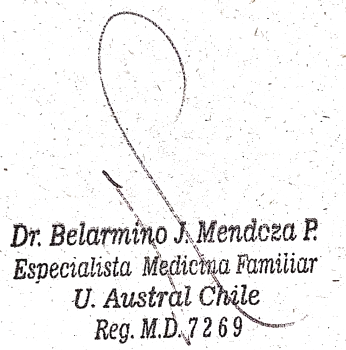 Dr. Belarmino J. Mendoza P.
Especialista Medicina Familiar
U. Austral Chile
Reg. M.D. 7269